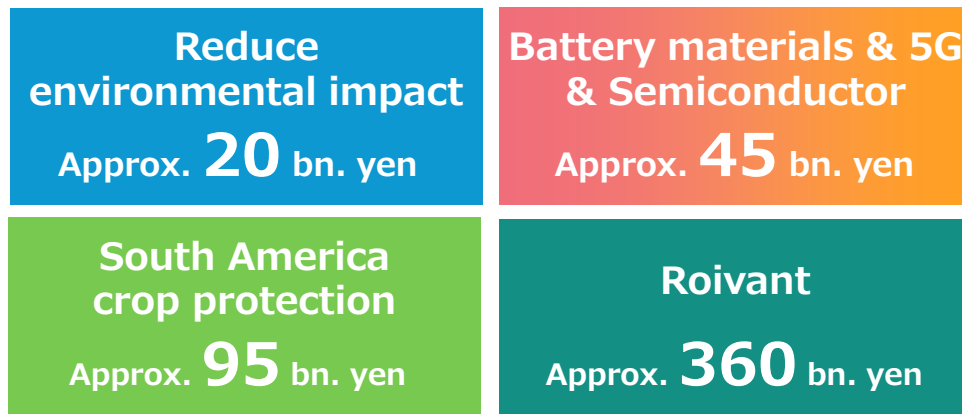 Reduce
environmental impact
Approx. 20 bn. yen
Battery materials & 5G
& Semiconductor
Approx. 45 bn. yen
South America
crop protection
Approx. 95 bn. yen
Roivant
Approx. 360 bn. yen